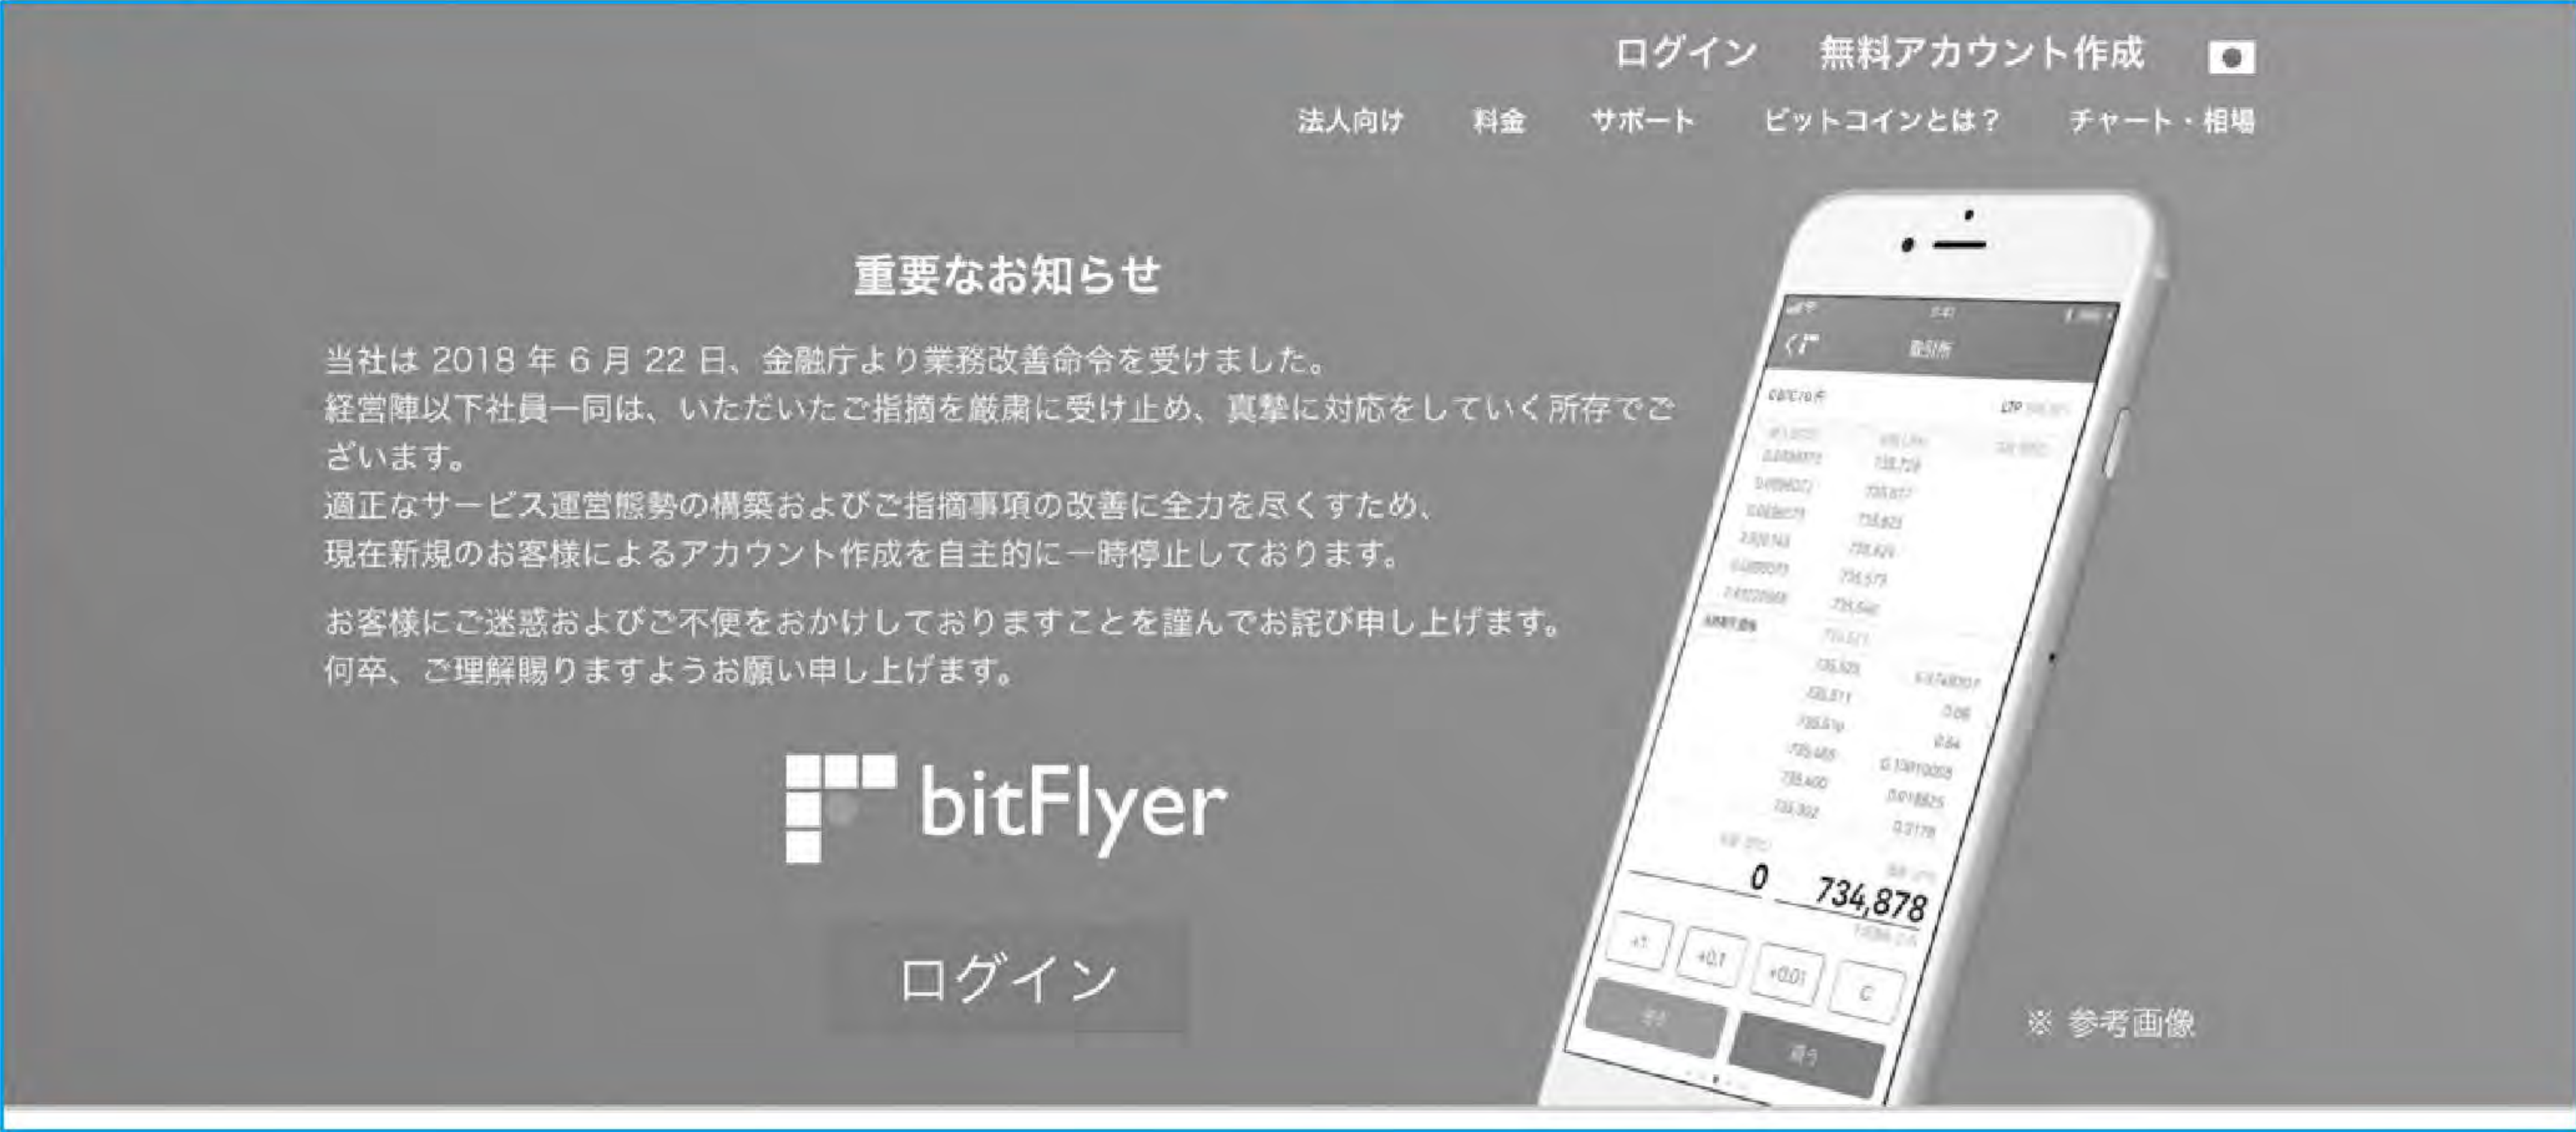 ログイン 無料アカウント作成
法人向け 料金 サポート ビットコインとは？ チャート・相場
重要なお知らせ
当社は 2018 年 6 月 22 日、金融庁より業務改善命令を受けました。
経営陣以下社員一同は、いただいたご指摘を厳粛に受け止め、真摯に対応をしていく所存でご
ざいます。
適正なサービス運営態勢の構築およびご指摘事項の改善に全力を尽くすため、
現在新規のお客様によるアカウント作成を自主的に一時停止しております。
お客様にご迷惑およびご不便をおかけしておりますことを謹んでお詫び申し上げます。
何卒、ご理解賜りますようお願い申し上げます。
bitFlyer
ログイン
取引所
LTP
0 734,878
+1 +0.1 +0.01 C
買う
※ 参考画像